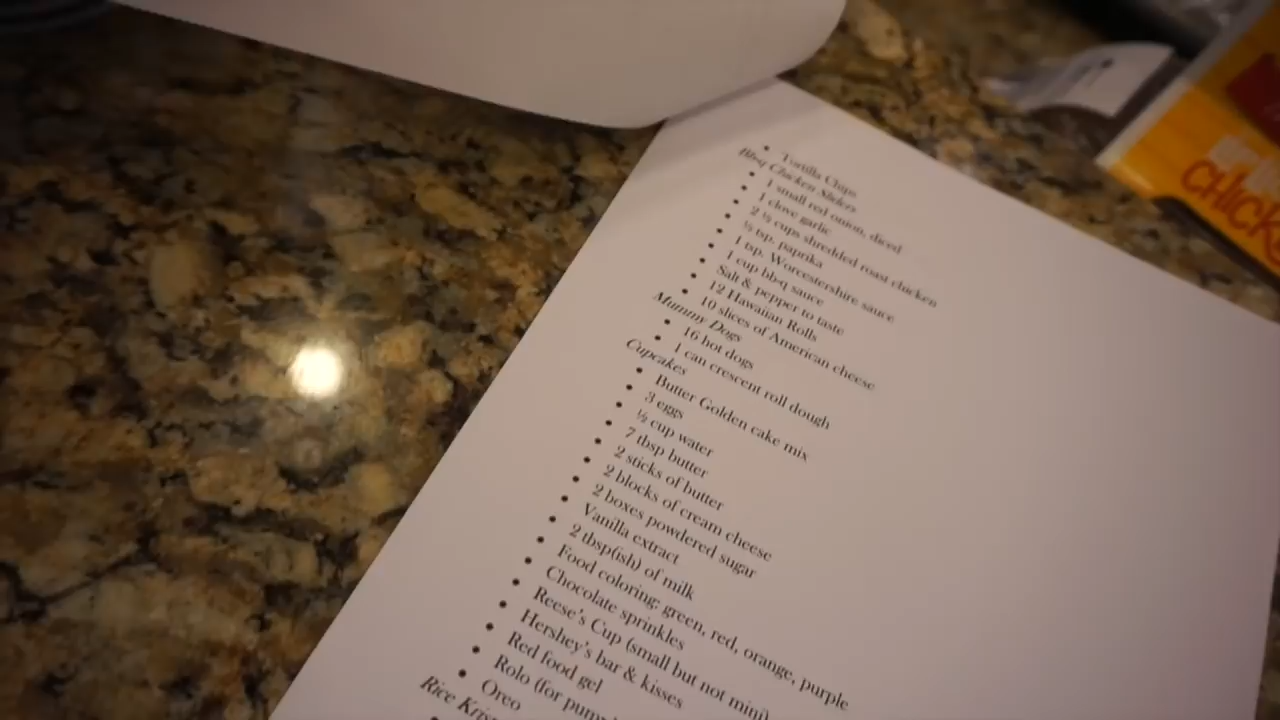 Tortilla Chips
Bbq Chicken Sliders
1 small red onion, diced
1 clove garlic
2 ½ cups shredded roast chicken
½ tsp. paprika
1 tsp. Worcestershire sauce
1 cup bb-q sauce
Salt & pepper to taste
12 Hawaiian Rolls
10 slices of American cheese
Mummy Dogs
16 hot dogs
1 can crescent roll dough
Cupcakes
Butter Golden cake mix
3 eggs
½ cup water
7 tbsp butter
2 sticks of butter
2 blocks of cream cheese
2 boxes powdered sugar
Vanilla extract
2 tbsp(ish) of milk
Food coloring: green, red, orange, purple
Chocolate sprinkles
Reese's Cup (small but not mini)
Hershey's bar & kisses
Red food gel
Rolo (for
Oreo
Rice